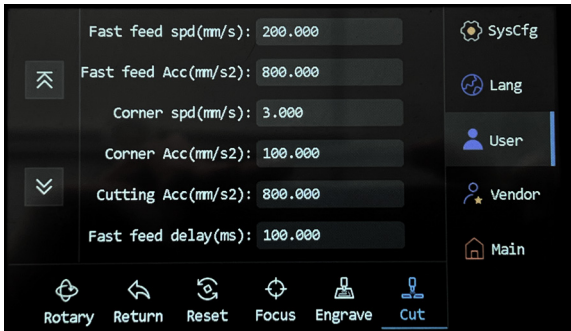 Fast feed spd(mm/s): 200.000
Fast feed Acc(mm/s2): 800.000
Corner spd(mm/s): 3.000
Corner Acc(mm/s2): 100.000
Cutting Acc(mm/s2): 800.000
Fast feed delay(ms): 100.000
SysCfg
Lang
User
Vendor
Main
Rotary Return Reset Focus Engrave Cut